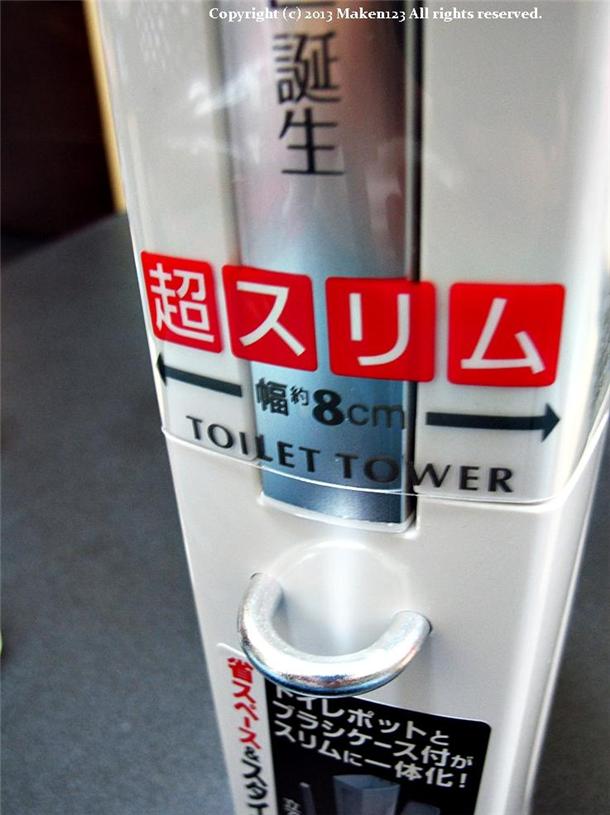 Copyright (c) 2013 Maken123 All rights reserved.
誕生
超スリム
幅約8cm
TOILET TOWER
省スペース&スタイ
トイレポットと
ブラシケース付が
スリムに一体化!